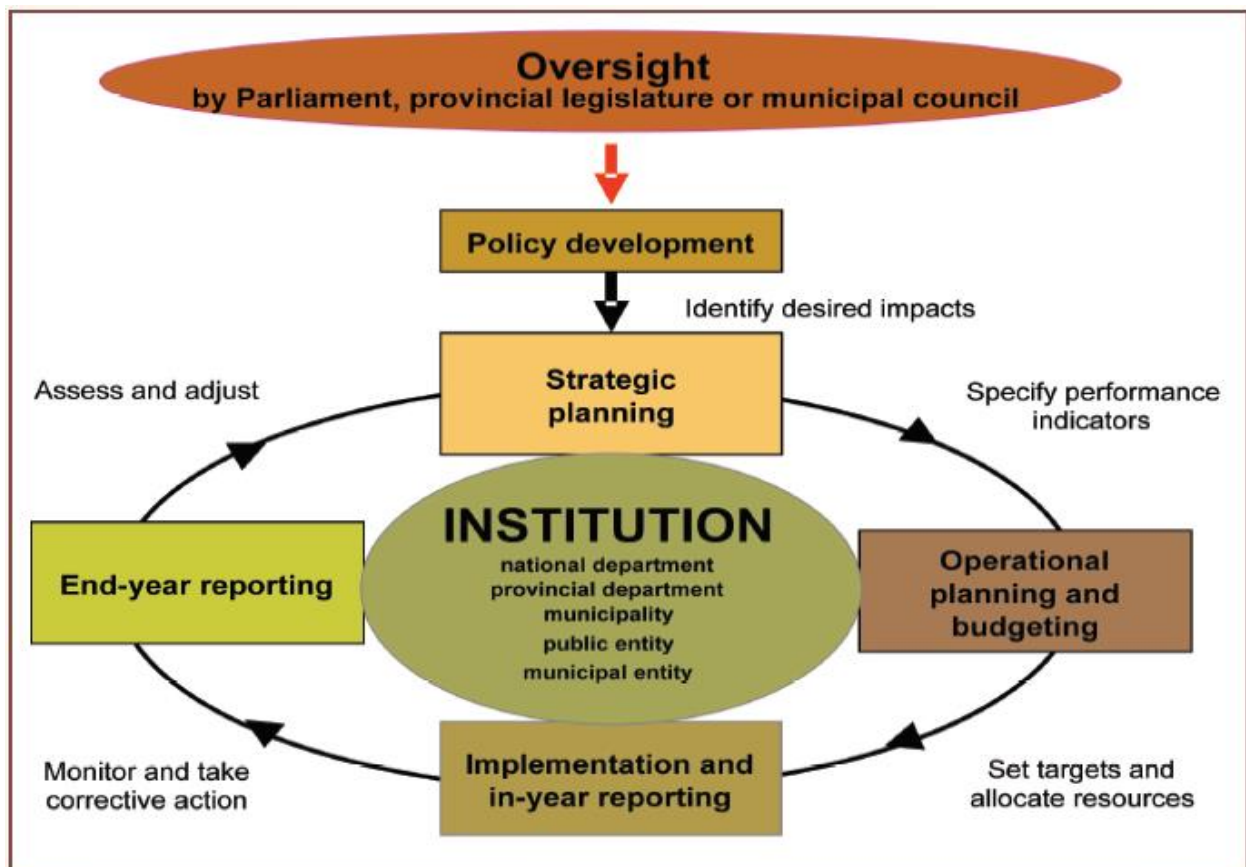 Oversight
by Parliament, provincial legislature or municipal council
Policy development
Identify desired impacts
Strategic
planning
Assess and adjust
Specify performance
indicators
INSTITUTION
national department
provincial department
municipality
public entity
municipal entity
End-year reporting
Operational
planning and
budgeting
Implementation and
in-year reporting
Monitor and take
corrective action
Set targets and
allocate resources